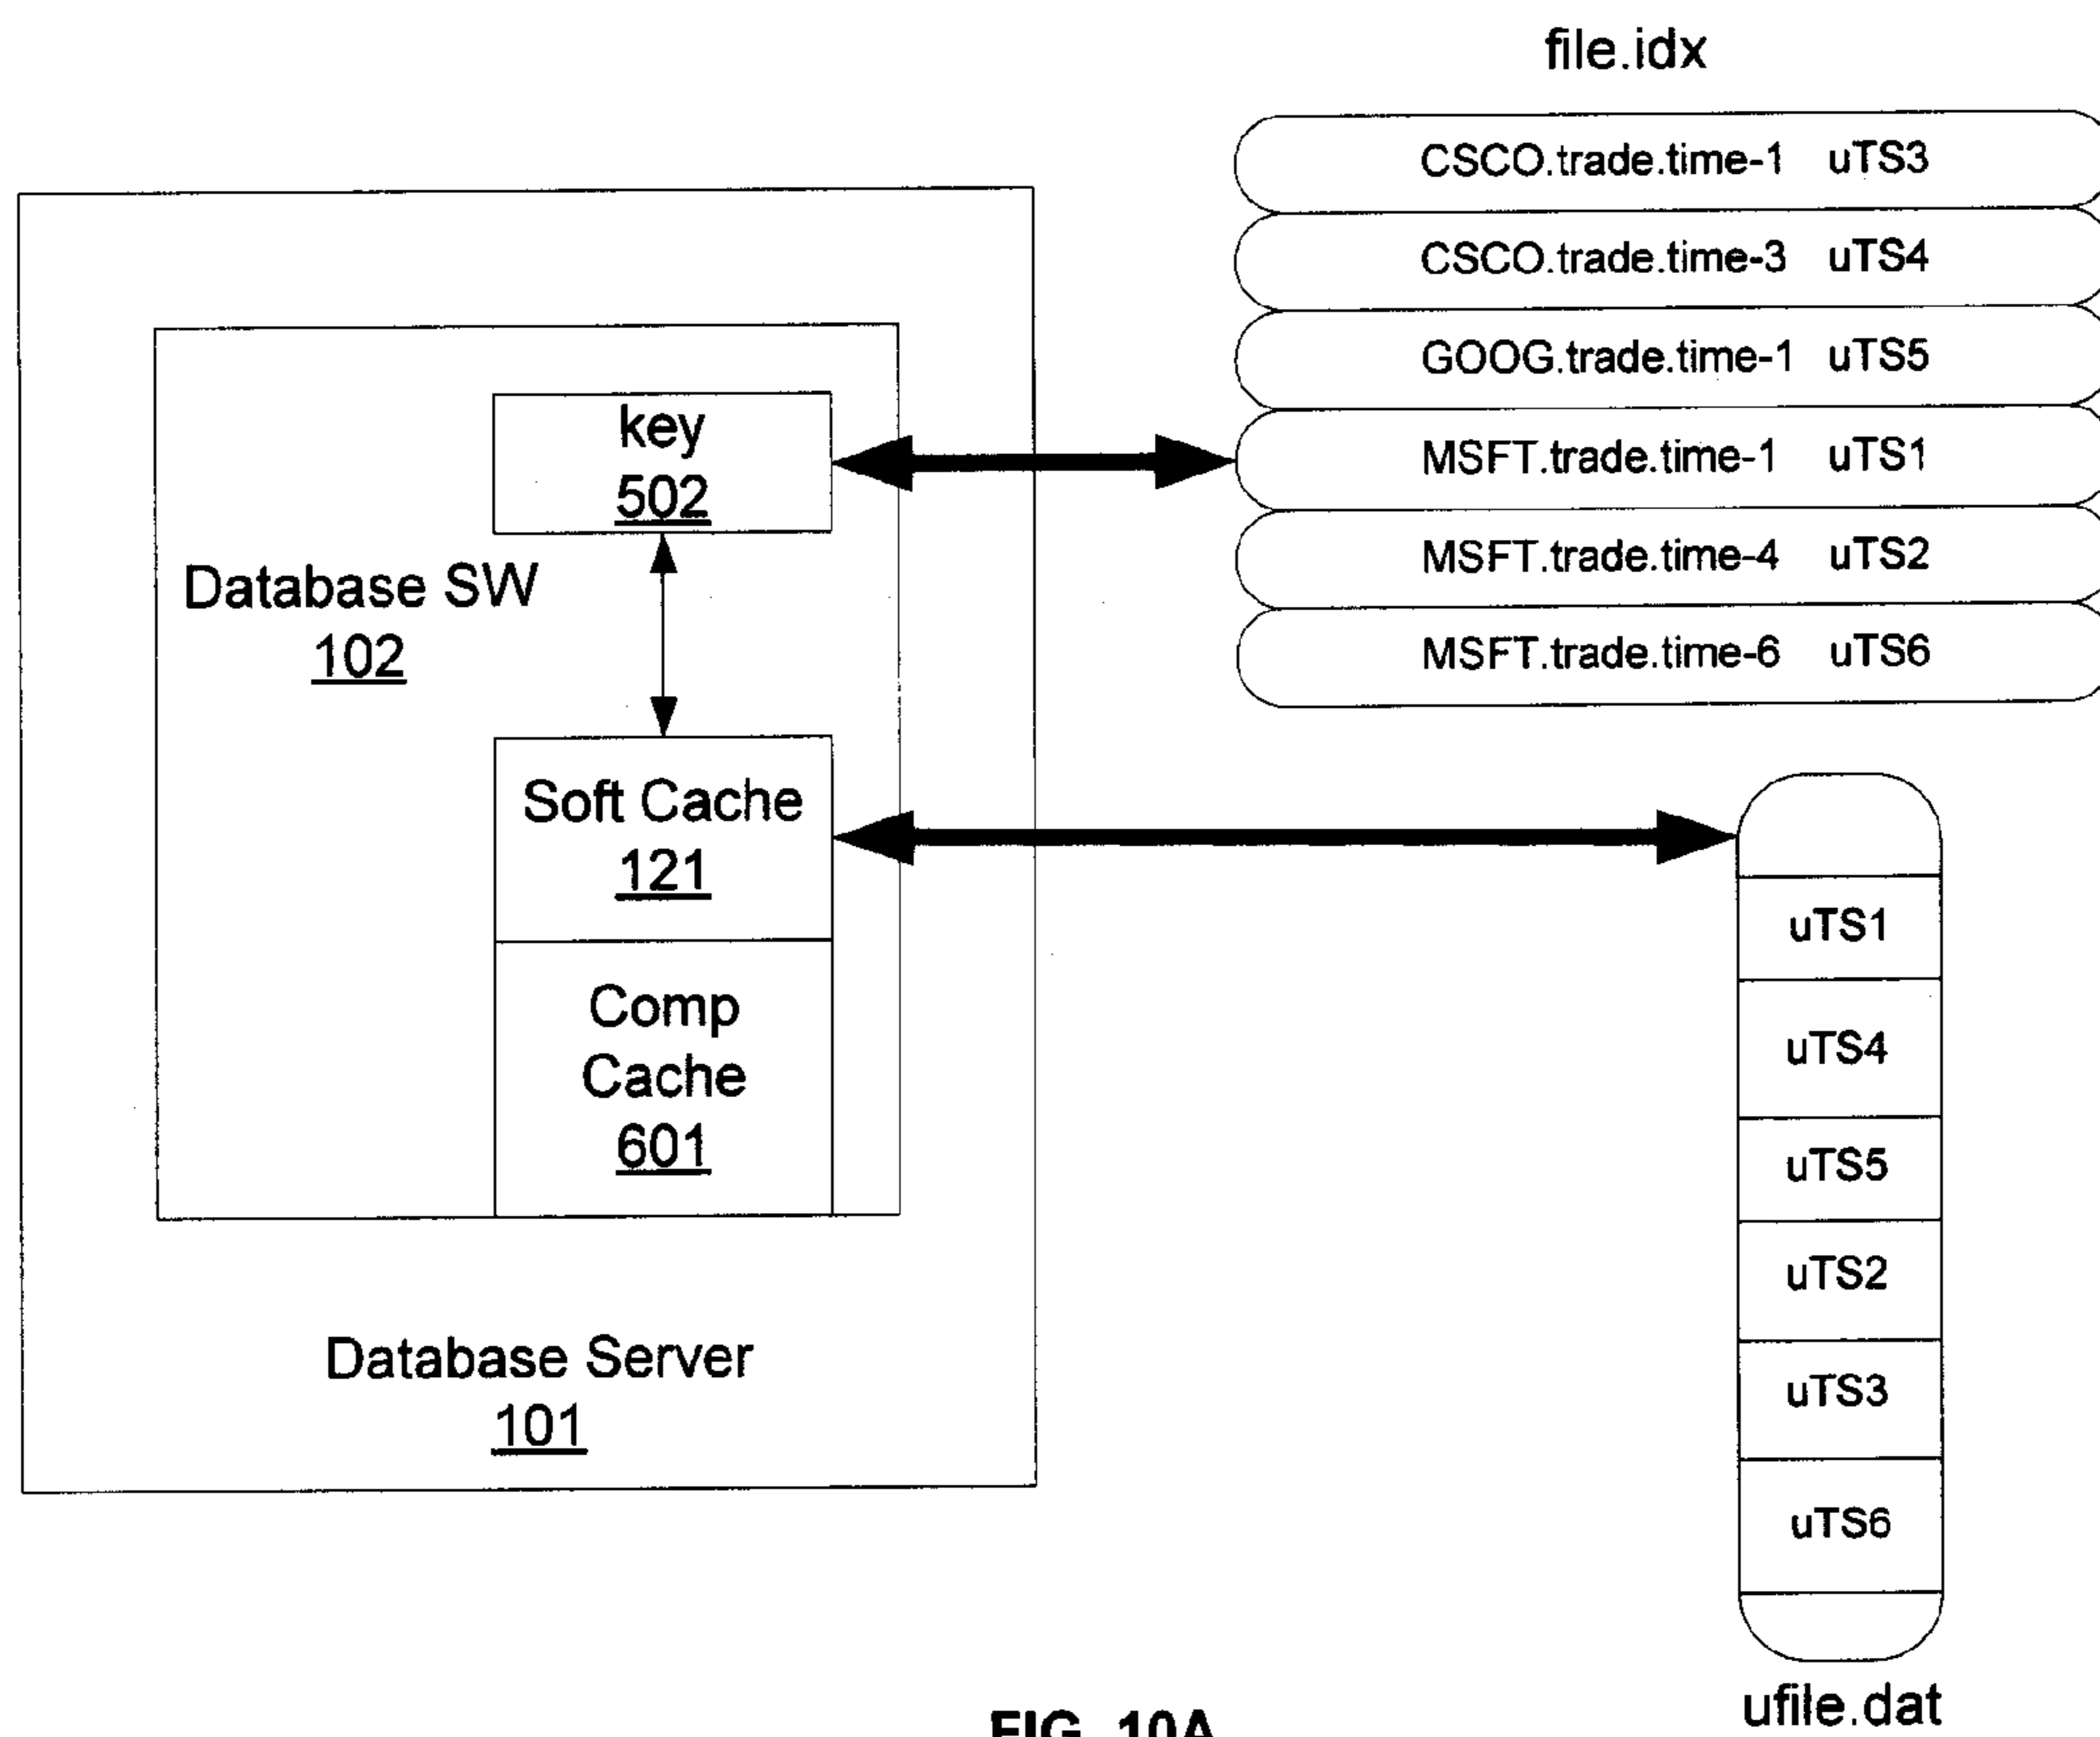 file.idx
CSCO.trade.time-1 uTS3
CSCO.trade.time-3 uTS4
GOOG.trade.time-1 uTS5
MSFT.trade.time-1 uTS1
MSFT.trade.time-4 uTS2
MSFT.trade.time-6 uTS6
key
502
Database SW
102
Soft Cache
121
Comp
Cache
601
Database Server
101
uTS1
uTS4
uTS5
uTS2
uTS3
uTS6
ufile.dat
FIG. 10A